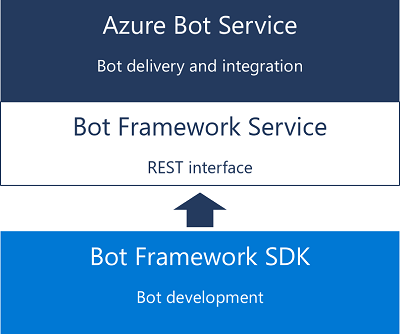 Azure Bot Service
Bot delivery and integration
Bot Framework Service
REST interface
Bot Framework SDK
Bot development